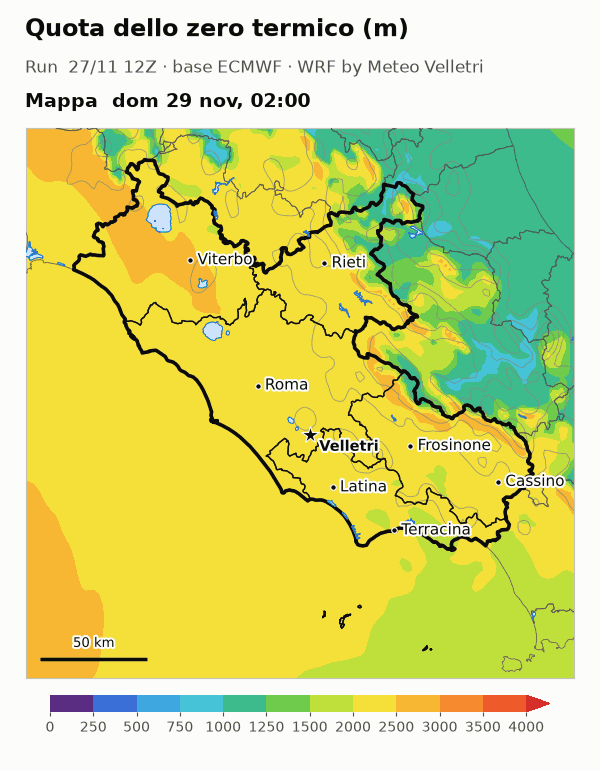 Quota dello zero termico (m)
Run  27/11 12Z · base ECMWF · WRF by Meteo Velletri
Mappa  dom 29 nov, 02:00
Viterbo
Rieti
Roma
Velletri
Frosinone
Latina
Cassino
Terracina
50 km
0 250 500 750 1000 1250 1500 2000 2500 3000 3500 4000